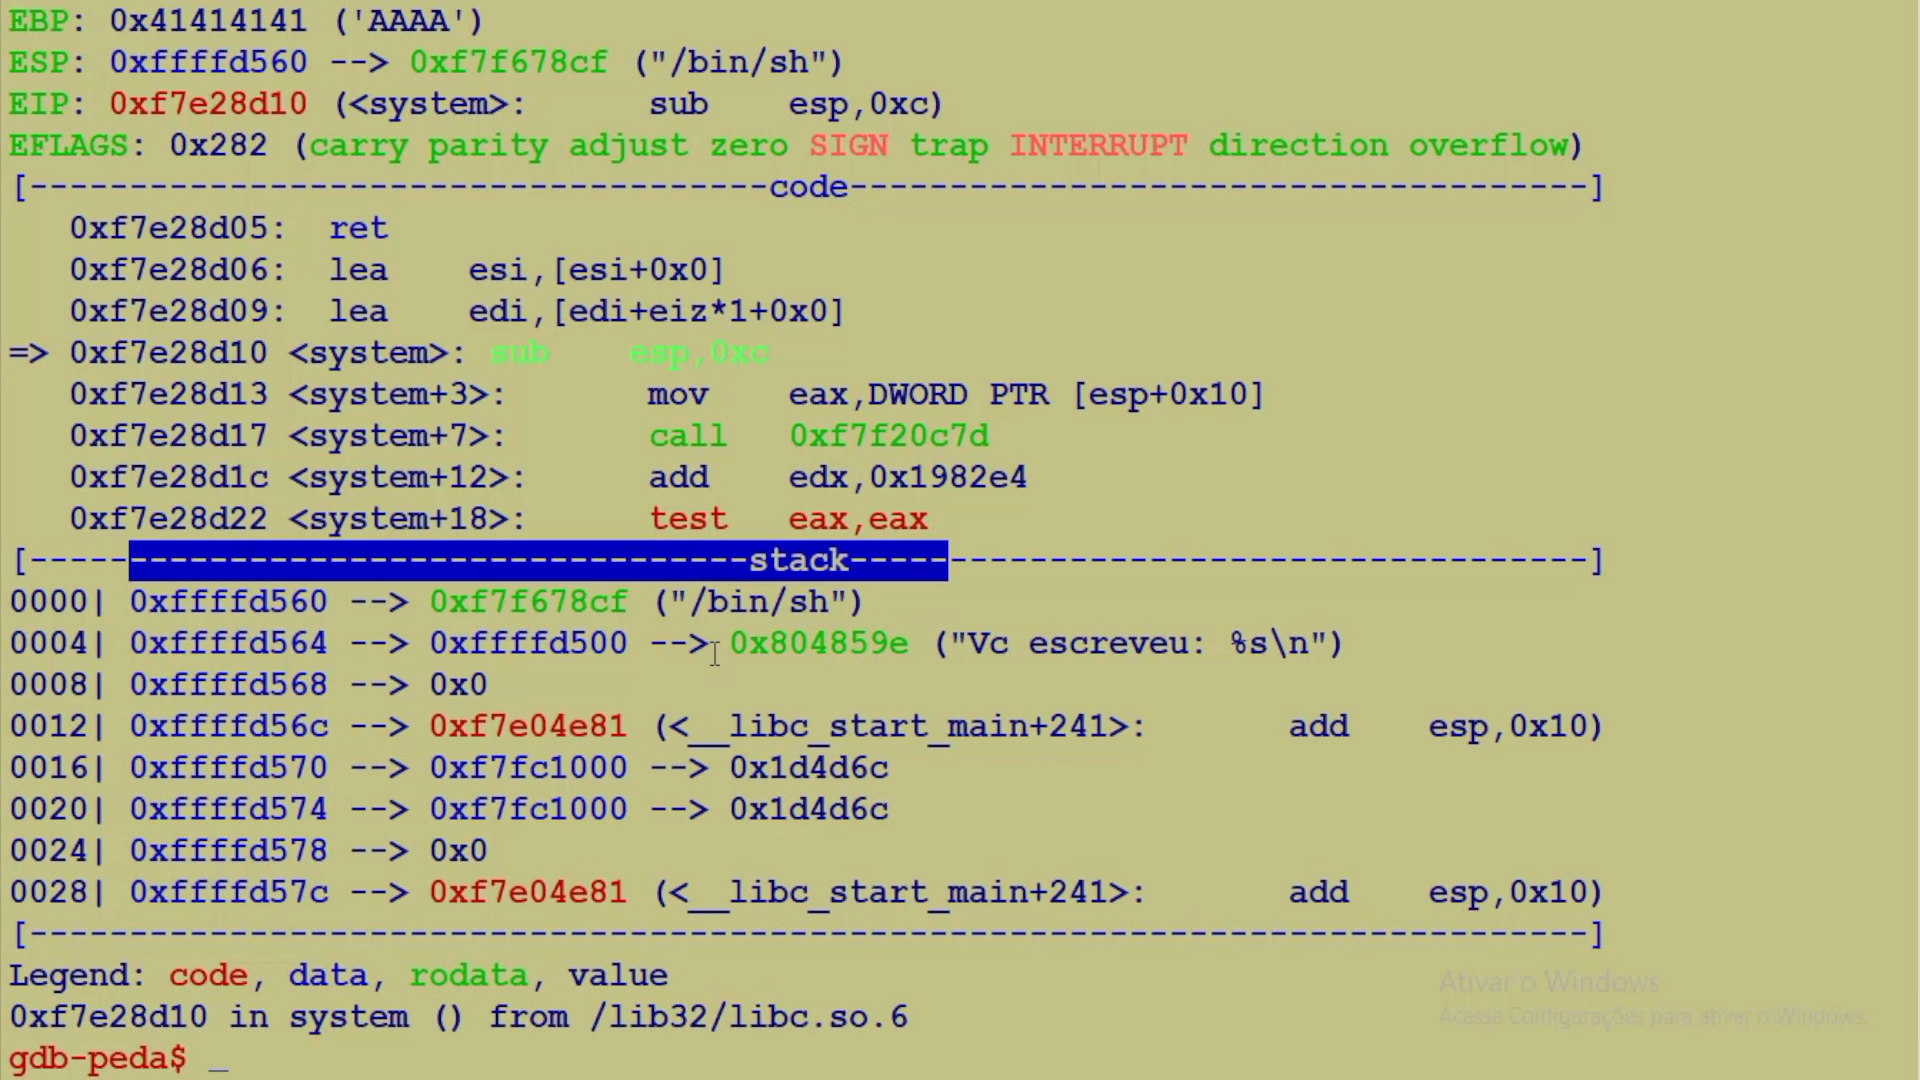 EBP: 0x41414141 ('AAAA')
ESP: 0xffffd560 --> 0xf7f678cf ("/bin/sh")
EIP: 0xf7e28d10 (<system>: sub esp,0xc)
EFLAGS: 0x282 (carry parity adjust zero SIGN trap INTERRUPT direction overflow)
[-------------------------------------code-------------------------------------]
0xf7e28d05: ret
0xf7e28d06: lea esi,[esi+0x0]
0xf7e28d09: lea edi,[edi+eiz*1+0x0]
=> 0xf7e28d10 <system>: sub esp,0xc
0xf7e28d13 <system+3>: mov eax,DWORD PTR [esp+0x10]
0xf7e28d17 <system+7>: call 0xf7f20c7d
0xf7e28d1c <system+12>: add edx,0x1982e4
0xf7e28d22 <system+18>: test eax,eax
[------------------------------------stack-------------------------------------]
0000| 0xffffd560 --> 0xf7f678cf ("/bin/sh")
0004| 0xffffd564 --> 0xffffd500 --> 0x804859e ("Vc escreveu: %s\n")
0008| 0xffffd568 --> 0x0
0012| 0xffffd56c --> 0xf7e04e81 (<__libc_start_main+241>: add esp,0x10)
0016| 0xffffd570 --> 0xf7fc1000 --> 0x1d4d6c
0020| 0xffffd574 --> 0xf7fc1000 --> 0x1d4d6c
0024| 0xffffd578 --> 0x0
0028| 0xffffd57c --> 0xf7e04e81 (<__libc_start_main+241>: add esp,0x10)
[------------------------------------------------------------------------------]
Legend: code, data, rodata, value
0xf7e28d10 in system () from /lib32/libc.so.6
gdb-peda$ _
Ativar o Windows
Acesse Configurações para ativar o Windows.